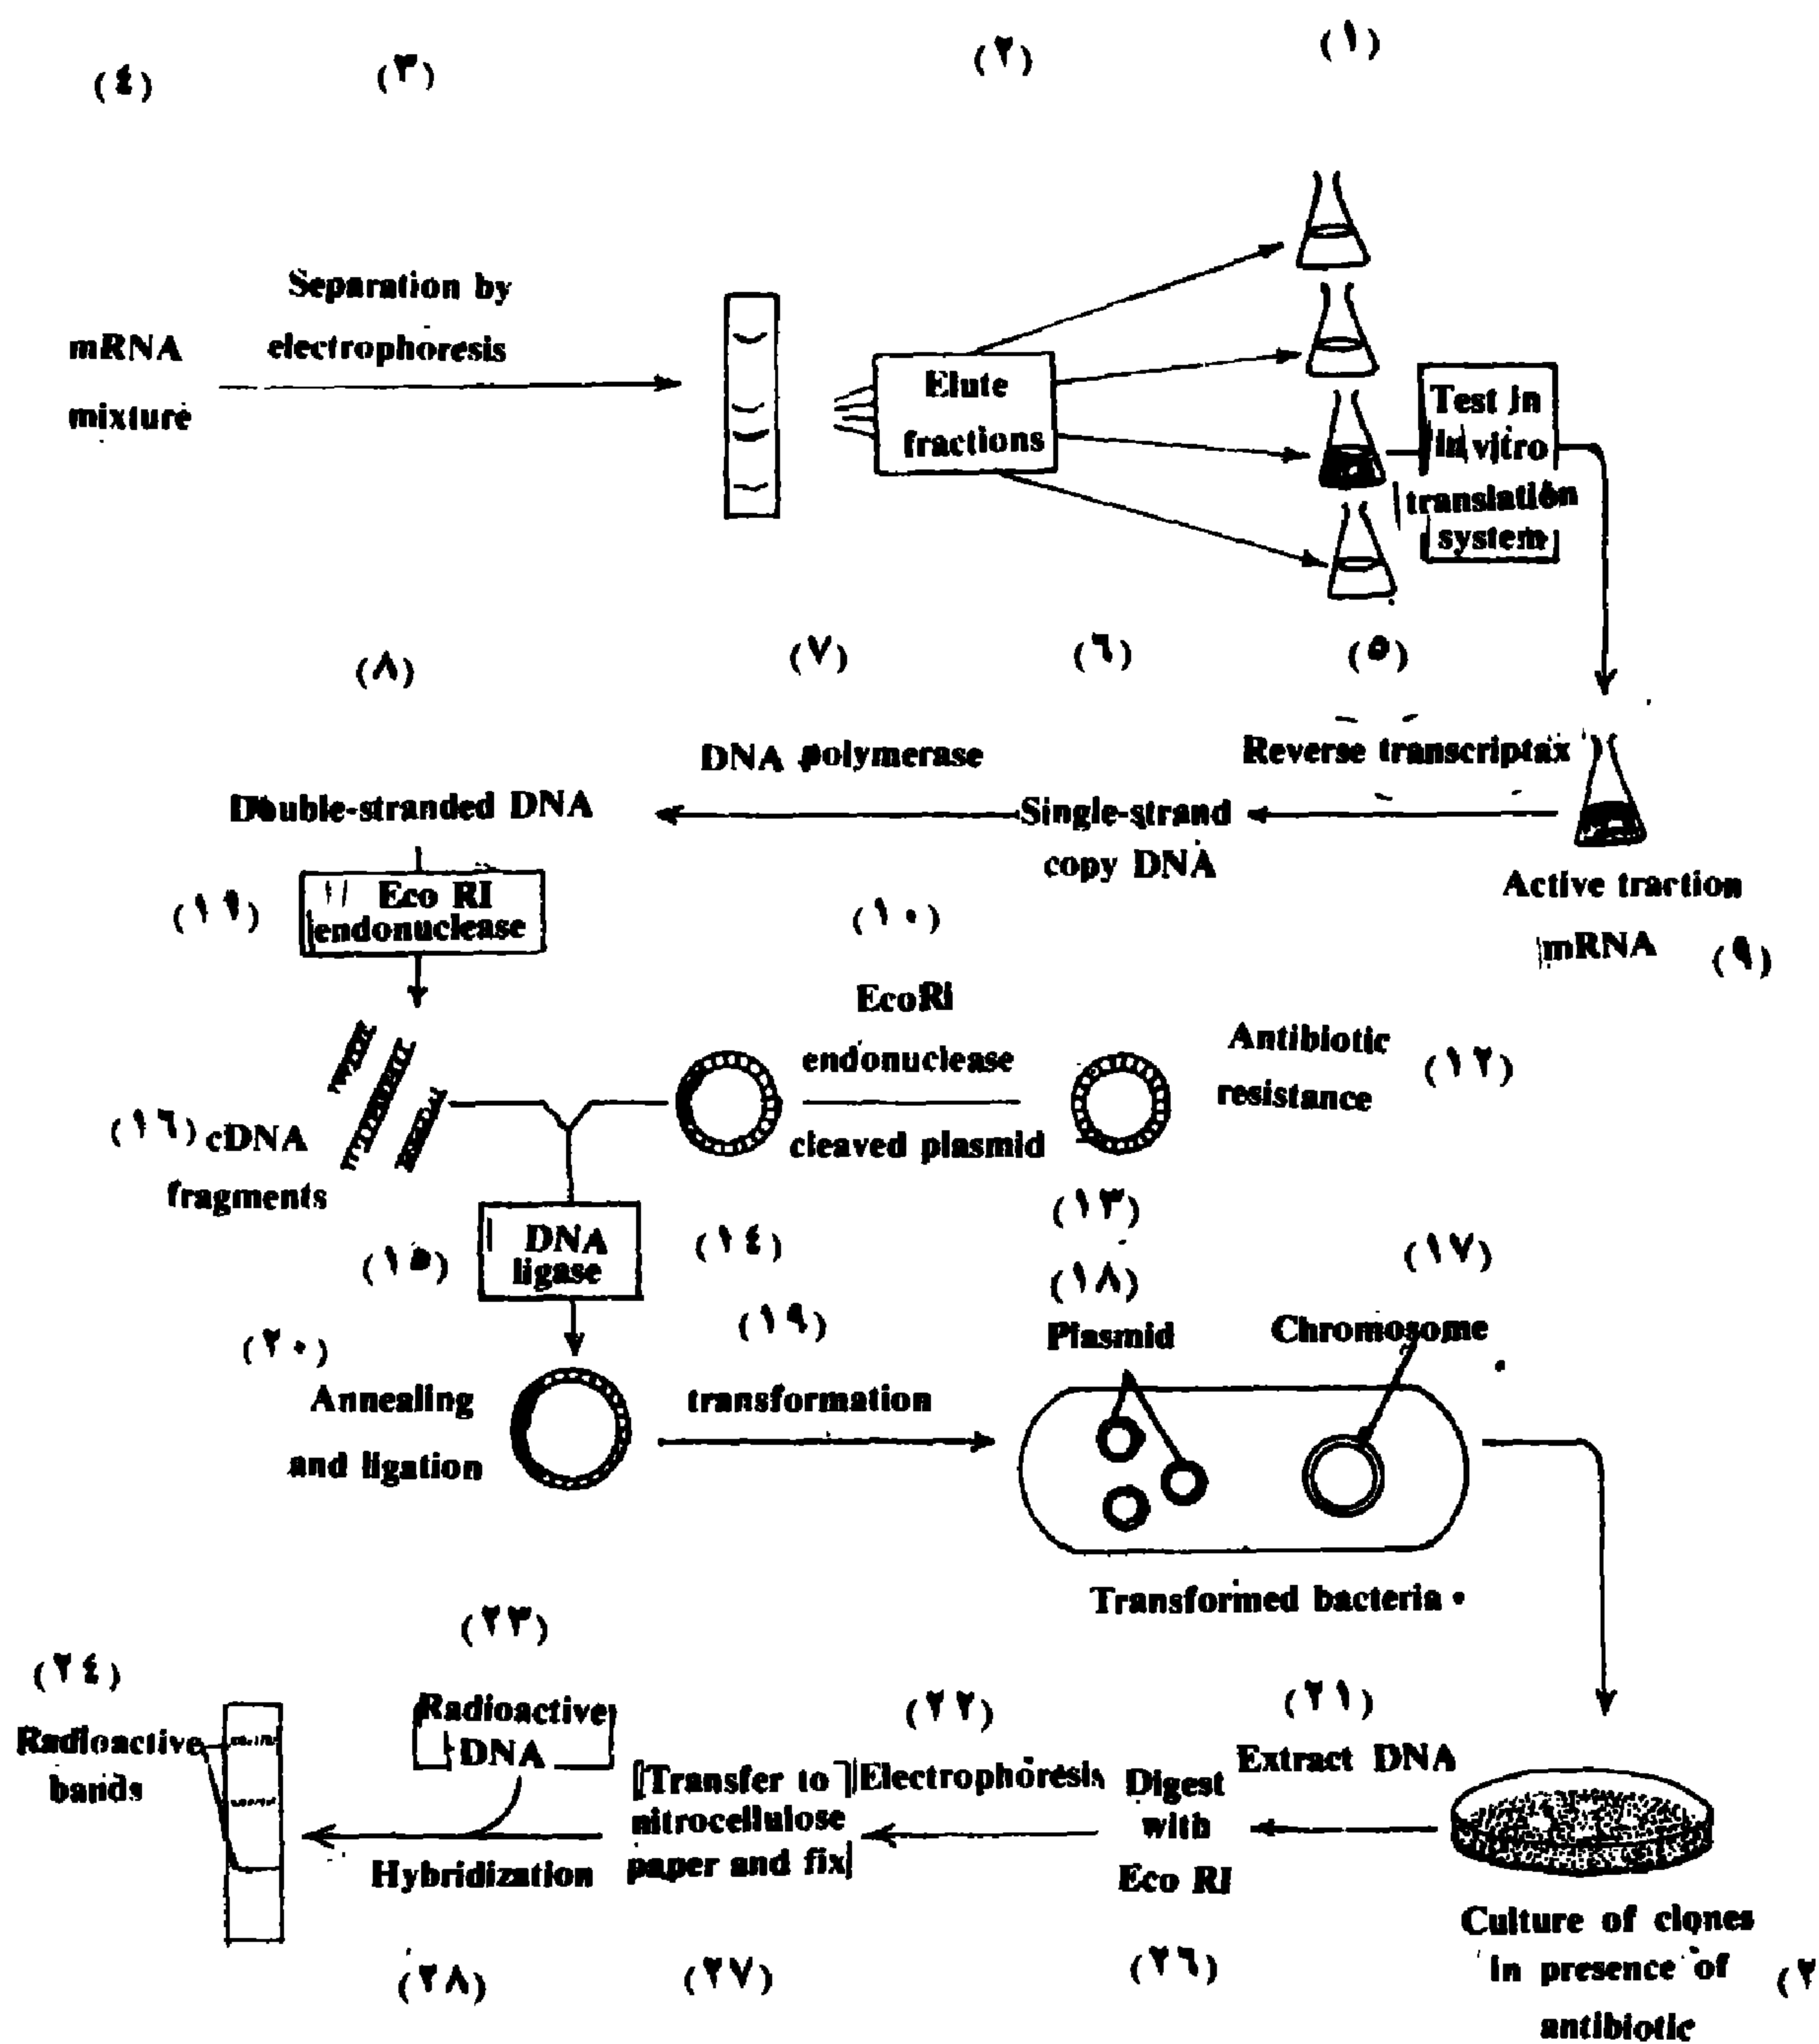 (٤) (٣) (٢) (١)
Separation by
electrophoresis
mRNA
mixture
Elute
fractions
Test in
in vitro
translation
system
(٨) (٧) (٦) (٥)
DNA polymerase
Reverse transcriptax
Double-stranded DNA
Single-strand
copy DNA
Active traction
mRNA (٩)
(١١) Eco RI
endonuclease
(١٠)
EcoRi
endonuclease
cleaved plasmid
Antibiotic
resistance
(١٢)
(١٦) cDNA
fragments
(١٣)
(١٥) DNA
ligase
(١٤)
(١٧)
(١٨)
Plasmid
Chromosome
(٢٠)
Annealing
and ligation
(١٩)
transformation
Transformed bacteria
(٢٤)
Radioactive
bands
(٢٣)
Radioactive
DNA
Hybridization
[Transfer to]
nitrocellulose
paper and fix
(٢٢)
Electrophoresis
Digest
with
Eco RI
(٢١)
Extract DNA
Culture of clones
in presence of
antibiotic
(٢٨) (٢٧) (٢٦)